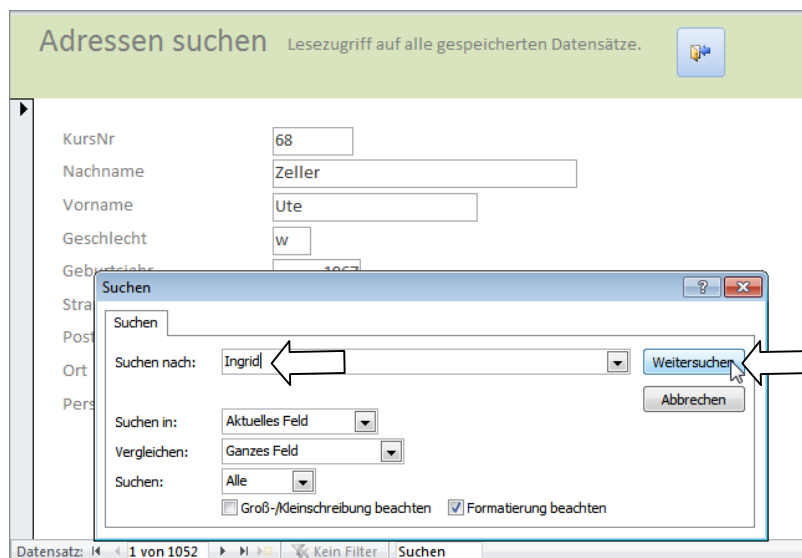 Adressen suchen Lesezugriff auf alle gespeicherten Datensätze.
KursNr 68
Nachname Zeller
Vorname Ute
Geschlecht w
Suchen
Suchen
Suchen nach: Ingrid Weitersuchen
Abbrechen
Ort
Suchen in: Aktuelles Feld
Vergleichen: Ganzes Feld
Suchen: Alle
Groß-/Kleinschreibung beachten Formatierung beachten
Datensatz: 1 von 1052 Kein Filter Suchen